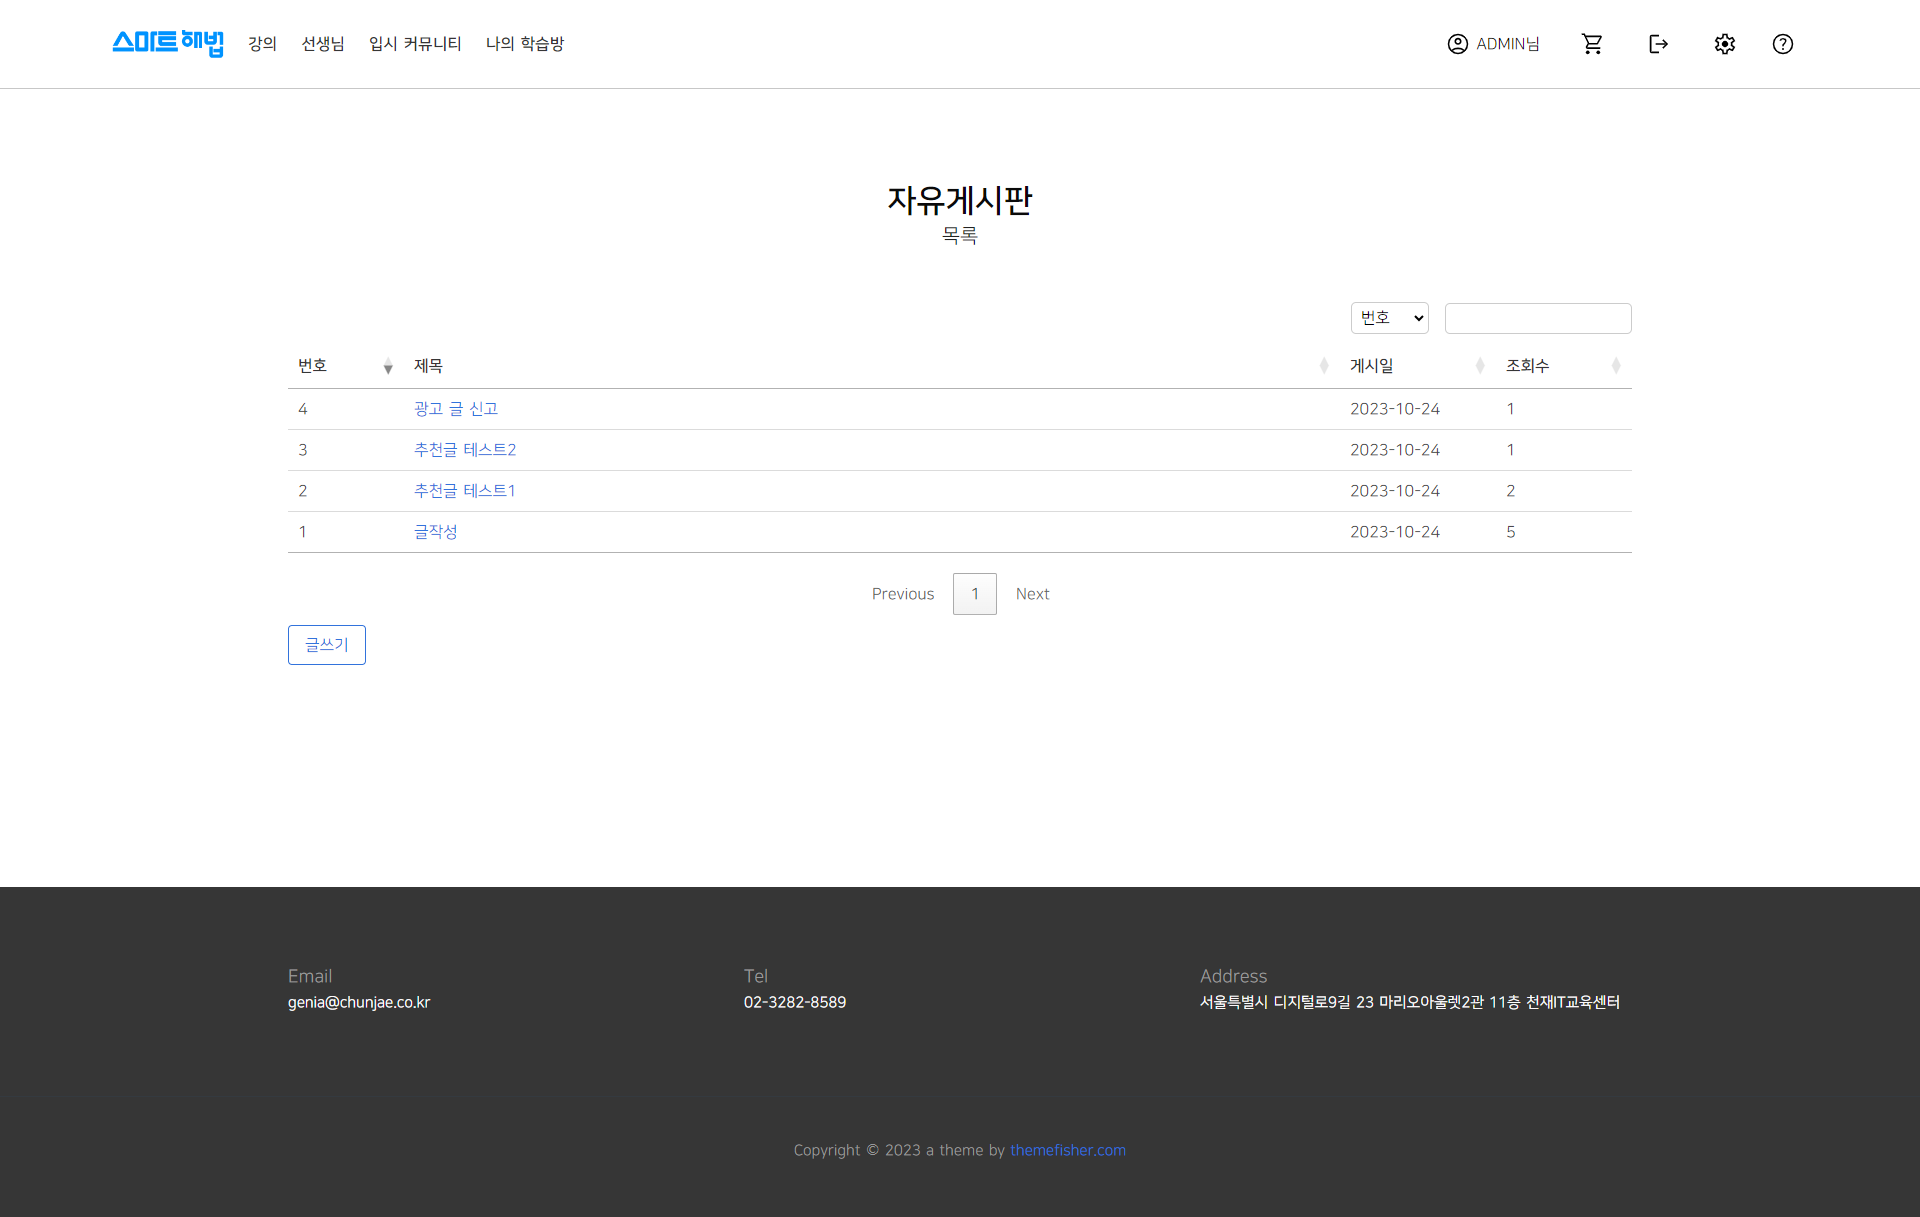 스마트해법 강의 선생님 입시 커뮤니티 나의 학습방 ADMIN님
자유게시판
목록
번호
번호 제목 게시일 조회수
4 광고 글 신고 2023-10-24 1
3 추천글 테스트2 2023-10-24 1
2 추천글 테스트1 2023-10-24 2
1 글작성 2023-10-24 5
Previous 1 Next
글쓰기
Email Tel Address
genia@chunjae.co.kr 02-3282-8589 서울특별시 디지털로9길 23 마리오아울렛2관 11층 천재IT교육센터
Copyright © 2023 a theme by themefisher.com